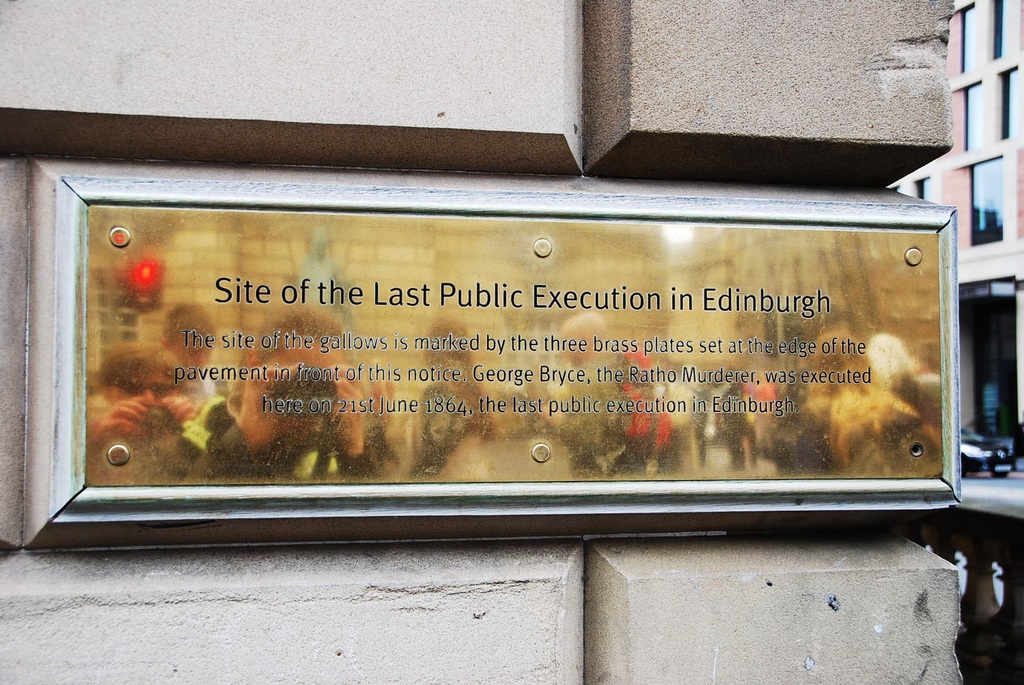 Site of the Last Public Execution in Edinburgh
The site of the gallows is marked by the three brass plates set at the edge of the
pavement in front of this notice. George Bryce, the Ratho Murderer, was executed
here on 21st June 1864, the last public execution in Edinburgh.